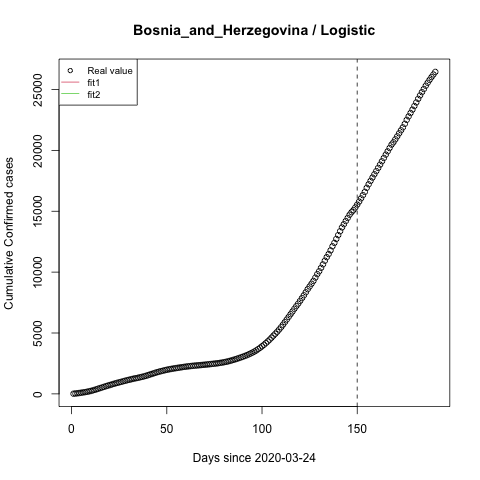 Bosnia_and_Herzegovina / Logistic
Real value
fit1
fit2
Cumulative Confirmed cases
25000
20000
15000
10000
5000
0
0 50 100 150
Days since 2020-03-24